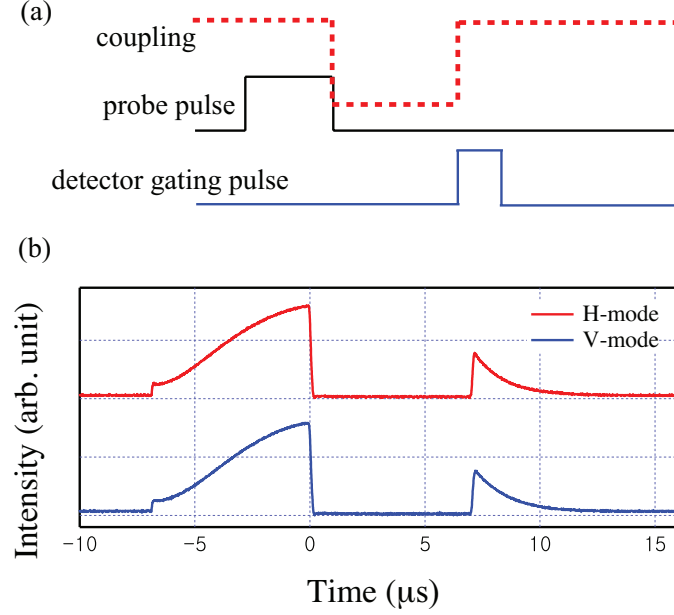 (a)
coupling
probe pulse
detector gating pulse
(b)
Intensity (arb. unit)
H-mode
V-mode
-10 -5 0 5 10 15
Time (μs)